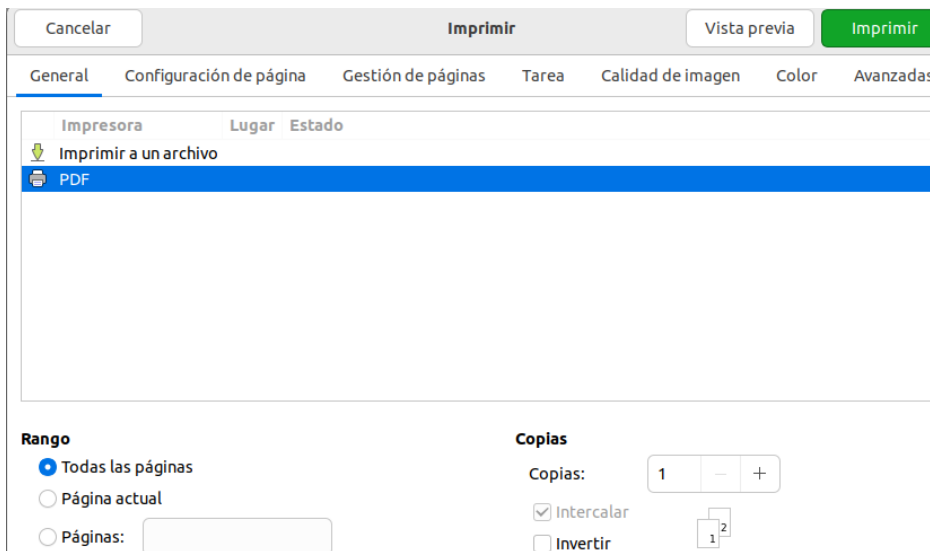 Cancelar Imprimir Vista previa Imprimir
General Configuración de página Gestión de páginas Tarea Calidad de imagen Color Avanzadas
Impresora Lugar Estado
Imprimir a un archivo
PDF
Rango Copias
Todas las páginas Copias: 1 − +
Página actual Intercalar
Páginas: Invertir
1 2